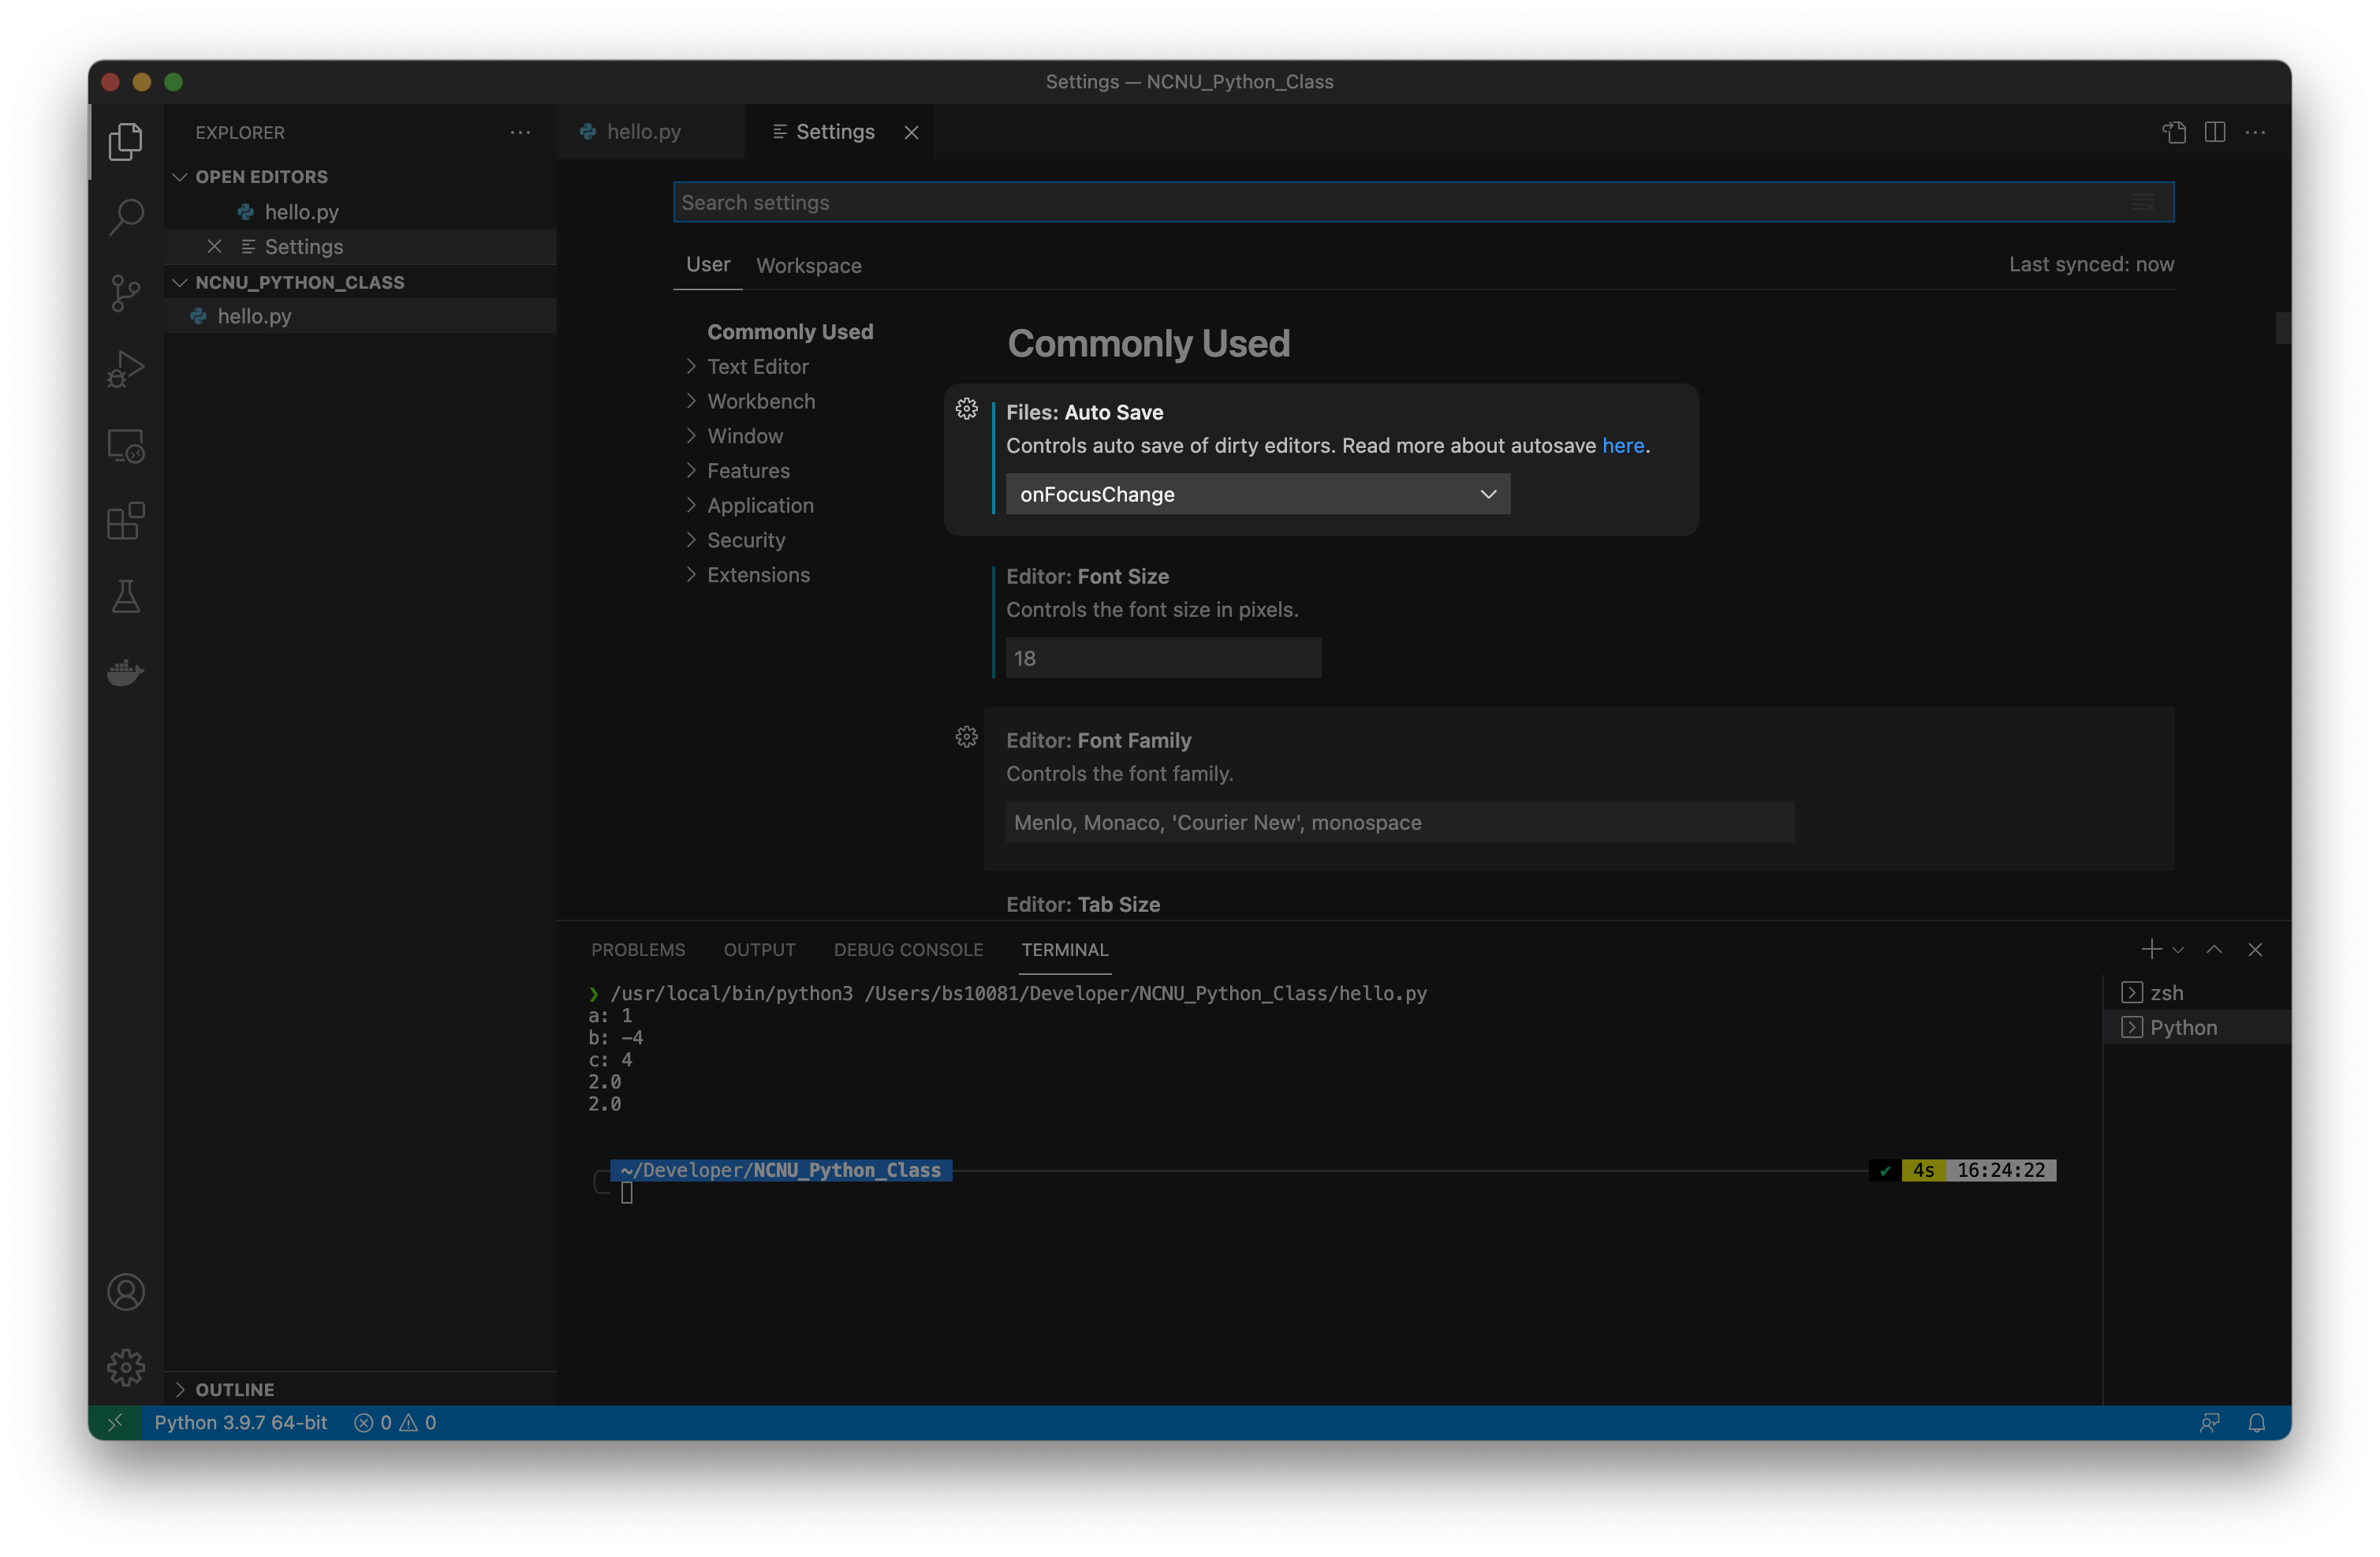 Settings — NCNU_Python_Class
EXPLORER
hello.py
Settings
OPEN EDITORS
hello.py
Settings
NCNU_PYTHON_CLASS
hello.py
Search settings
User
Workspace
Last synced: now
Commonly Used
Text Editor
Workbench
Window
Features
Application
Security
Extensions
Commonly Used
Files: Auto Save
Controls auto save of dirty editors. Read more about autosave here.
onFocusChange
Editor: Font Size
Controls the font size in pixels.
18
Editor: Font Family
Controls the font family.
Menlo, Monaco, 'Courier New', monospace
Editor: Tab Size
PROBLEMS
OUTPUT
DEBUG CONSOLE
TERMINAL
❯ /usr/local/bin/python3 /Users/bs10081/Developer/NCNU_Python_Class/hello.py
a: 1
b: -4
c: 4
2.0
2.0
~/Developer/NCNU_Python_Class
✔ 4s 16:24:22
zsh
Python
OUTLINE
Python 3.9.7 64-bit
0
0